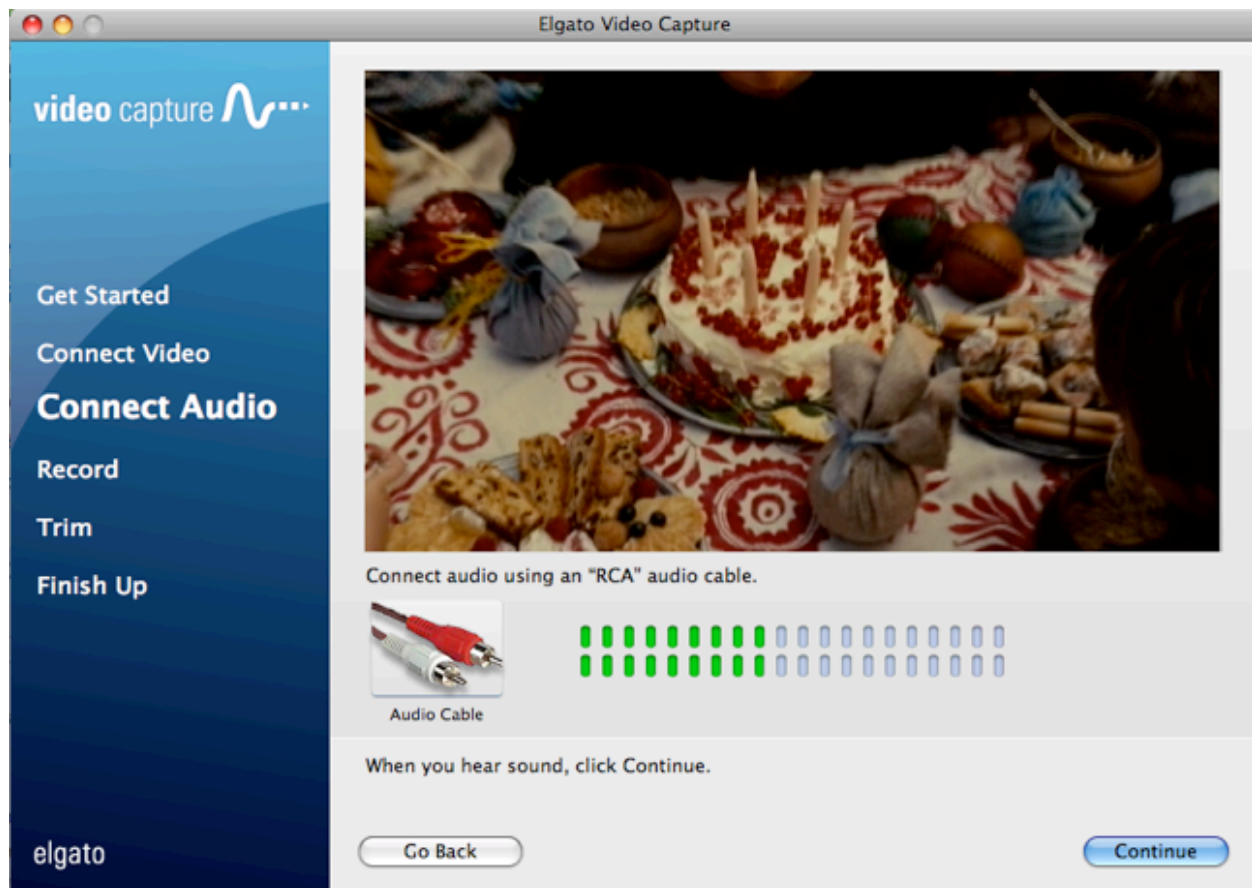 Elgato Video Capture
video capture
Get Started
Connect Video
Connect Audio
Record
Trim
Finish Up
elgato
Connect audio using an “RCA” audio cable.
Audio Cable
When you hear sound, click Continue.
Go Back
Continue